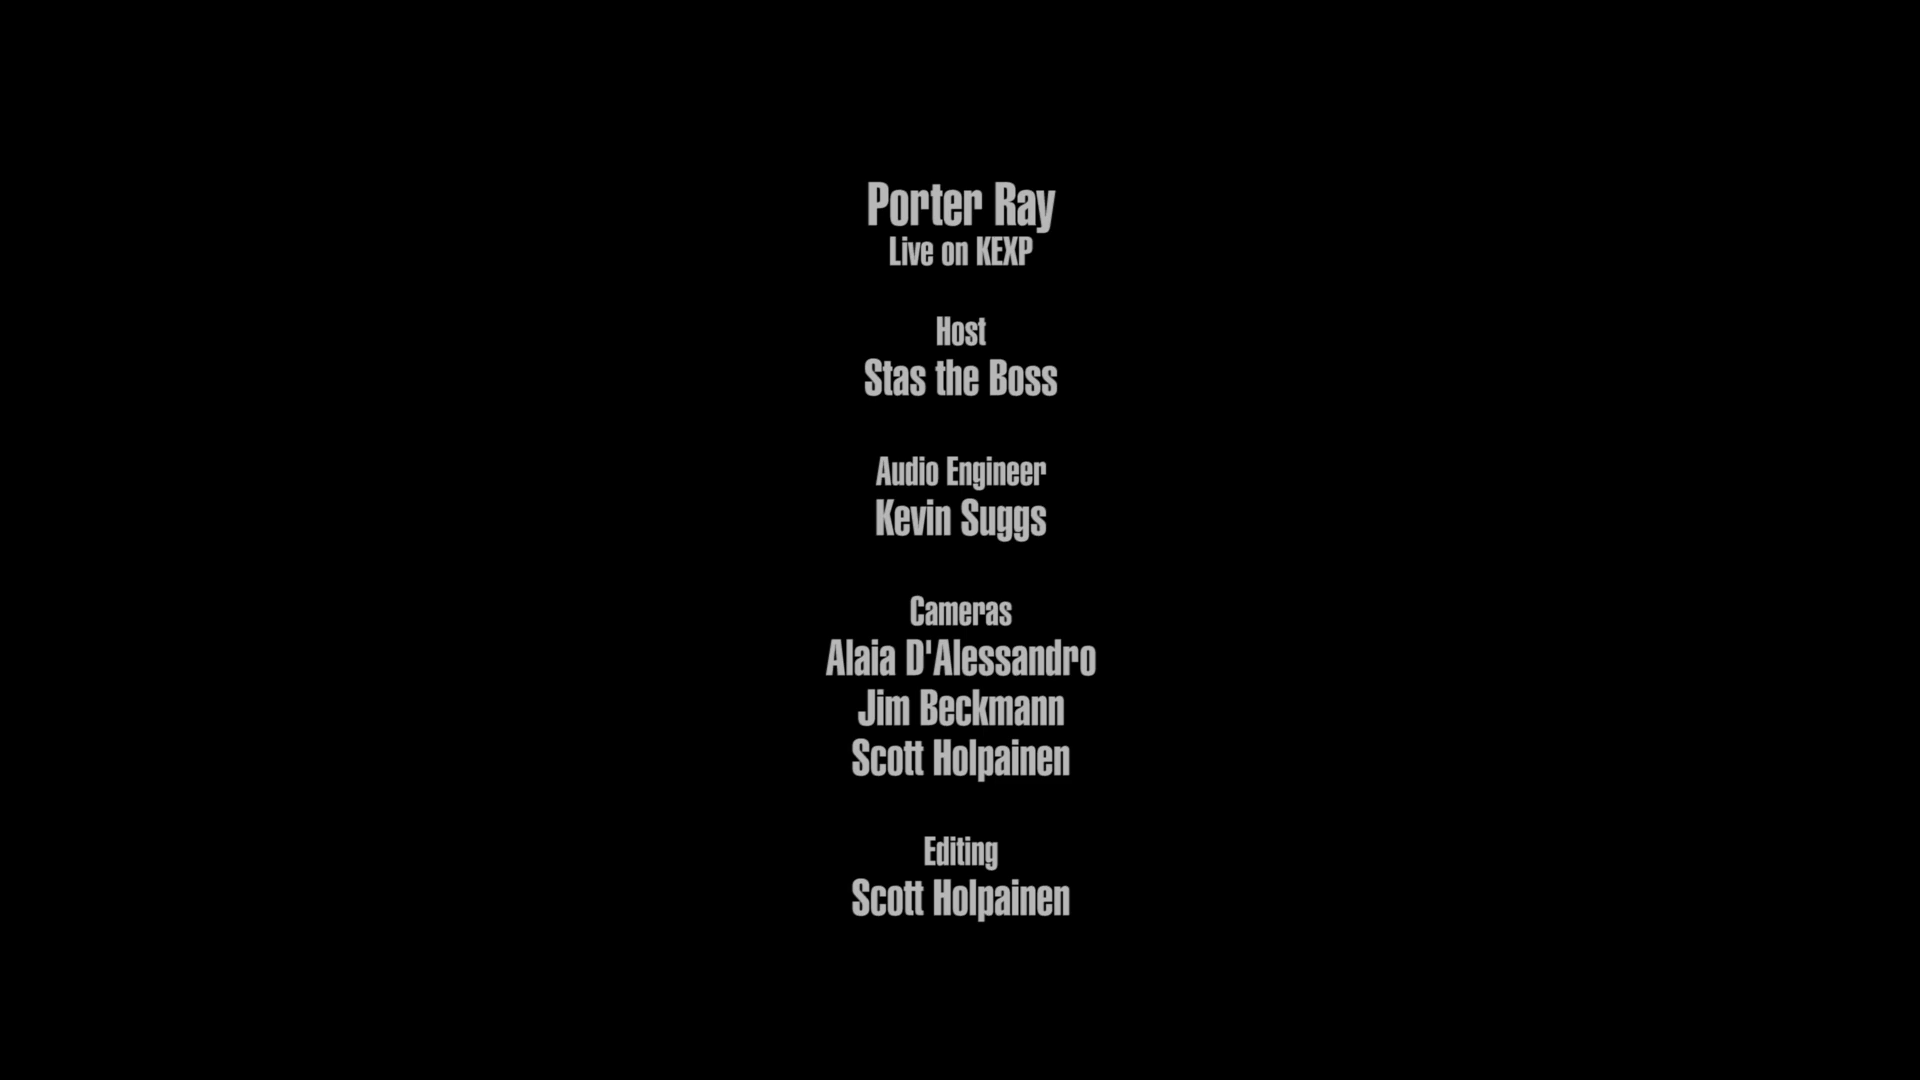 Porter Ray
Live on KEXP
Host
Stas the Boss
Audio Engineer
Kevin Suggs
Cameras
Alaia D'Alessandro
Jim Beckmann
Scott Holpainen
Editing
Scott Holpainen